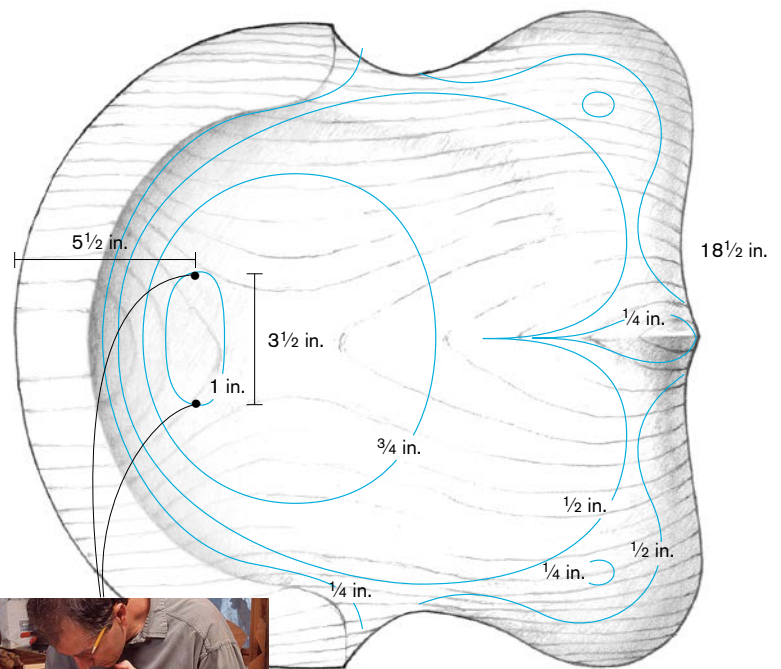 5½ in.
18½ in.
¼ in.
3½ in.
1 in.
¾ in.
½ in.
½ in.
¼ in.
¼ in.